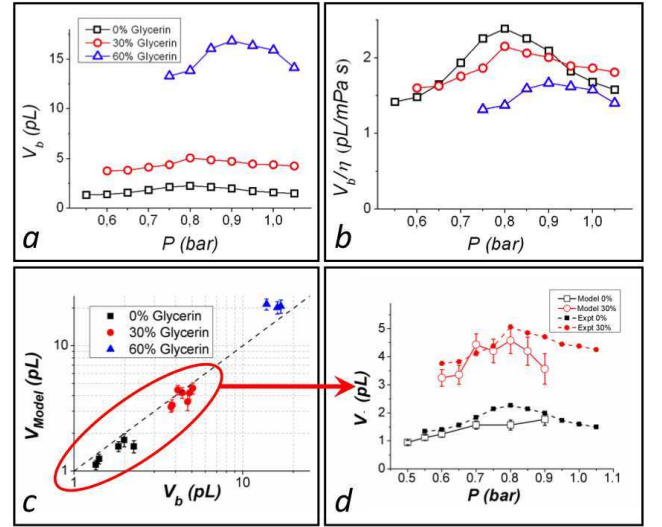 0% Glycerin
30% Glycerin
60% Glycerin
15
10
5
0
V_b (pL)
0,6 0,7 0,8 0,9 1,0
P (bar)
a
2
1
0
V_b/η (pL/mPa s)
0,6 0,7 0,8 0,9 1,0
P (bar)
b
0% Glycerin
30% Glycerin
60% Glycerin
10
1
V_Model (pL)
1 10
V_b (pL)
c
Model 0%
Model 30%
Expt 0%
Expt 30%
6
5
4
3
2
1
0
(pL)
0.5 0.6 0.7 0.8 0.9 1.0 1.1
P (bar)
d